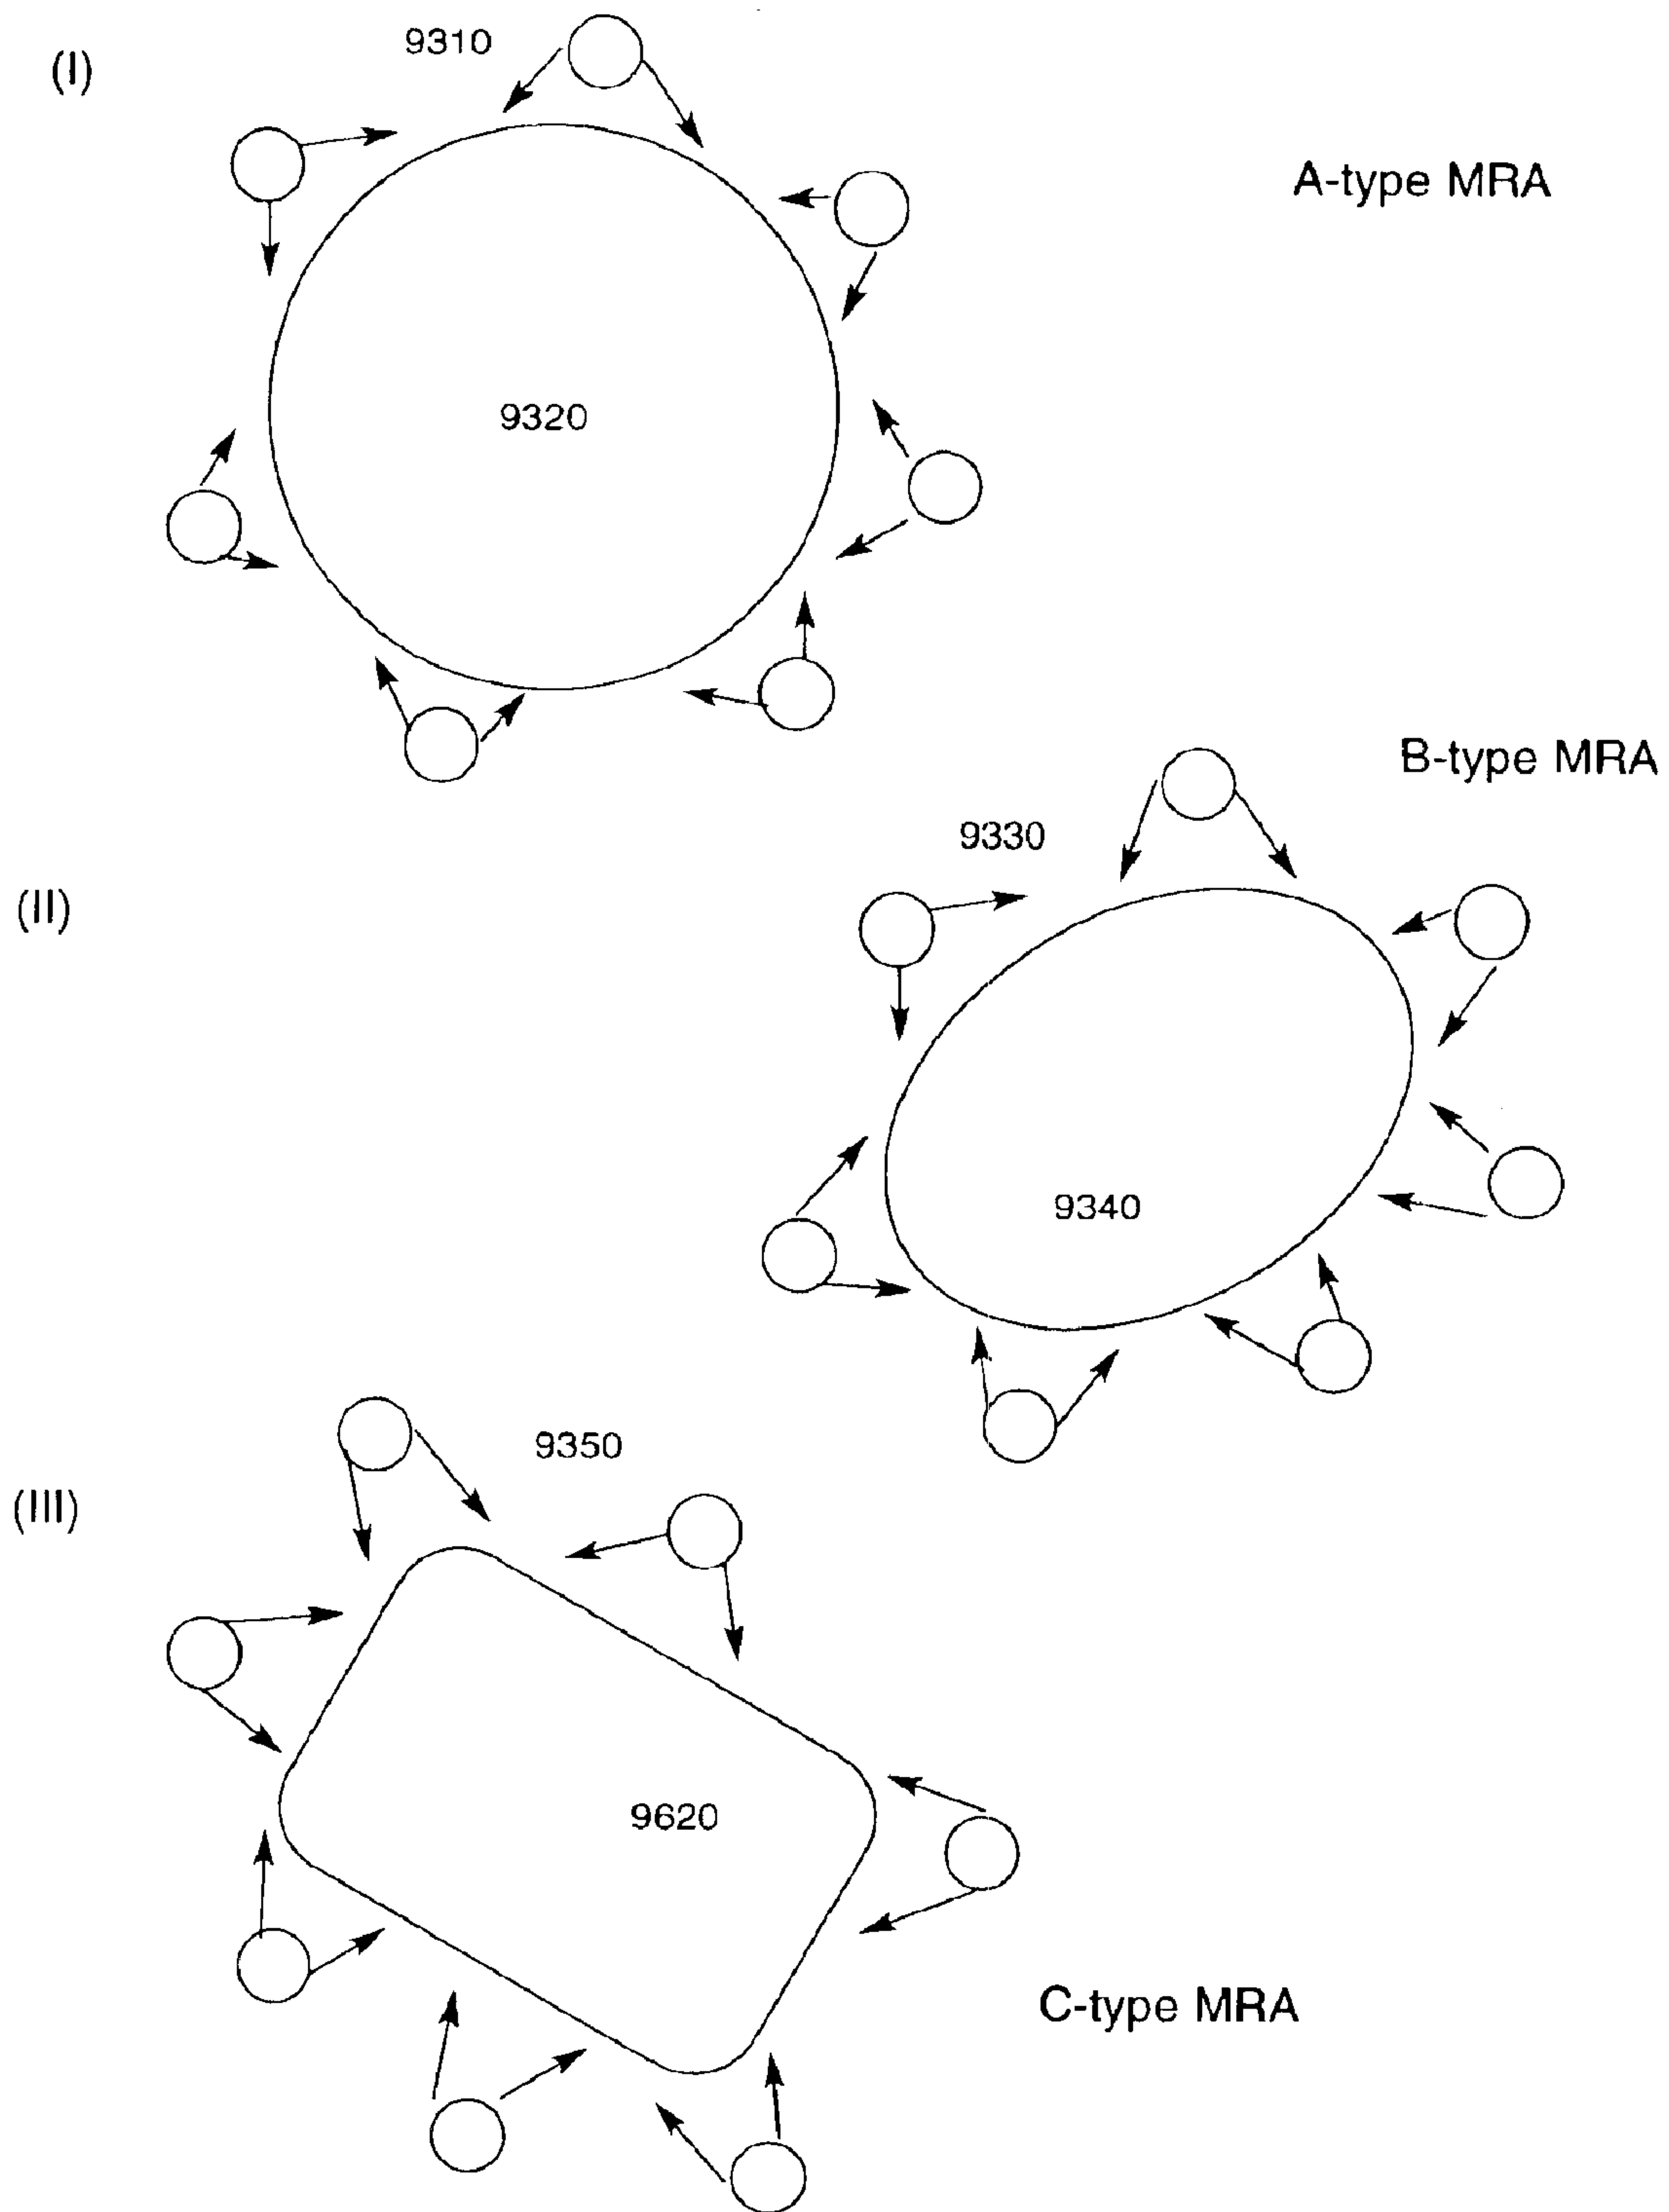 (I)
9310
A-type MRA
9320
B-type MRA
9330
(II)
9340
9350
(III)
9620
C-type MRA